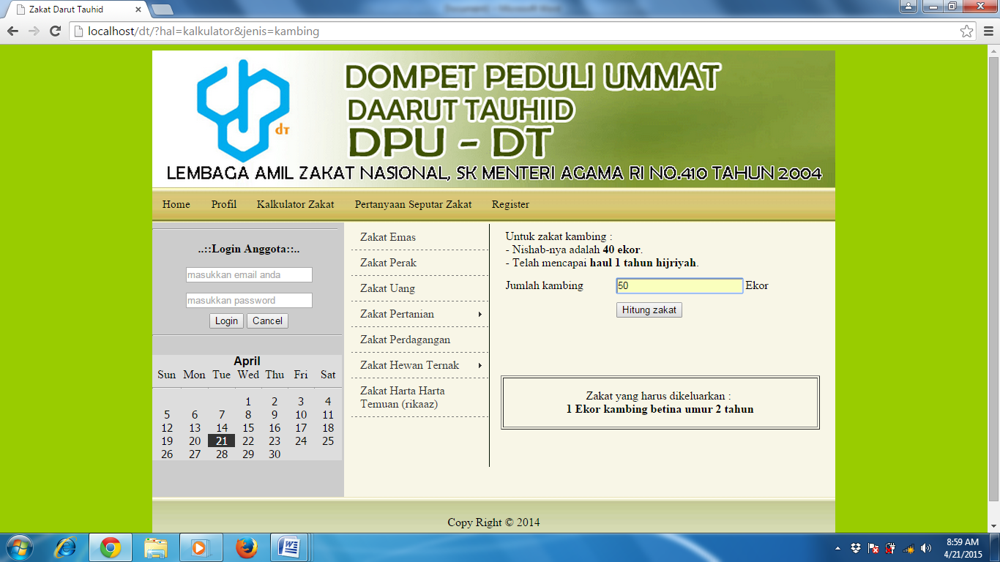 Zakat Darut Tauhid
localhost/dt/?hal=kalkulator&jenis=kambing
DOMPET PEDULI UMMAT
DAARUT TAUHIID
DPU - DT
dt
LEMBAGA AMIL ZAKAT NASIONAL, SK MENTERI AGAMA RI NO.410 TAHUN 2004
Home Profil Kalkulator Zakat Pertanyaan Seputar Zakat Register
..::Login Anggota::..
masukkan email anda
masukkan password
Login Cancel
April
Sun Mon Tue Wed Thu Fri Sat
1 2 3 4
5 6 7 8 9 10 11
12 13 14 15 16 17 18
19 20 21 22 23 24 25
26 27 28 29 30
Zakat Emas
Zakat Perak
Zakat Uang
Zakat Pertanian
Zakat Perdagangan
Zakat Hewan Ternak
Zakat Harta Harta
Temuan (rikaaz)
Untuk zakat kambing :
- Nishab-nya adalah 40 ekor.
- Telah mencapai haul 1 tahun hijriyah.
Jumlah kambing 50 Ekor
Hitung zakat
Zakat yang harus dikeluarkan :
1 Ekor kambing betina umur 2 tahun
Copy Right © 2014
8:59 AM
4/21/2015